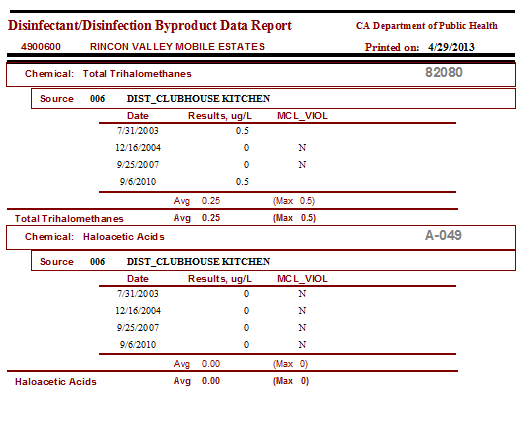 Disinfectant/Disinfection Byproduct Data Report CA Department of Public Health
4900600 RINCON VALLEY MOBILE ESTATES Printed on: 4/29/2013
Chemical: Total Trihalomethanes 82080
Source 006 DIST_CLUBHOUSE KITCHEN
Date Results, ug/L MCL_VIOL
7/31/2003 0.5
12/16/2004 0 N
9/25/2007 0 N
9/6/2010 0.5
Avg 0.25 (Max 0.5)
Total Trihalomethanes Avg 0.25 (Max 0.5)
Chemical: Haloacetic Acids A-049
Source 006 DIST_CLUBHOUSE KITCHEN
Date Results, ug/L MCL_VIOL
7/31/2003 0 N
12/16/2004 0 N
9/25/2007 0 N
9/6/2010 0 N
Avg 0.00 (Max 0)
Haloacetic Acids Avg 0.00 (Max 0)